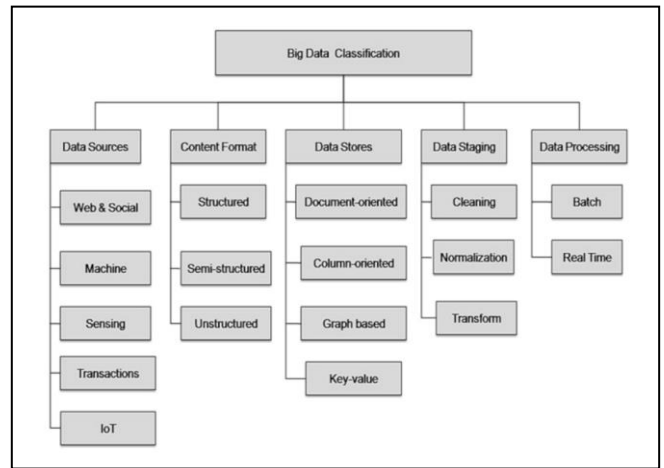 Big Data Classification
Data Sources
Content Format
Data Stores
Data Staging
Data Processing
Web & Social
Structured
Document-oriented
Cleaning
Batch
Machine
Semi-structured
Column-oriented
Normalization
Real Time
Sensing
Unstructured
Graph based
Transform
Transactions
Key-value
IoT